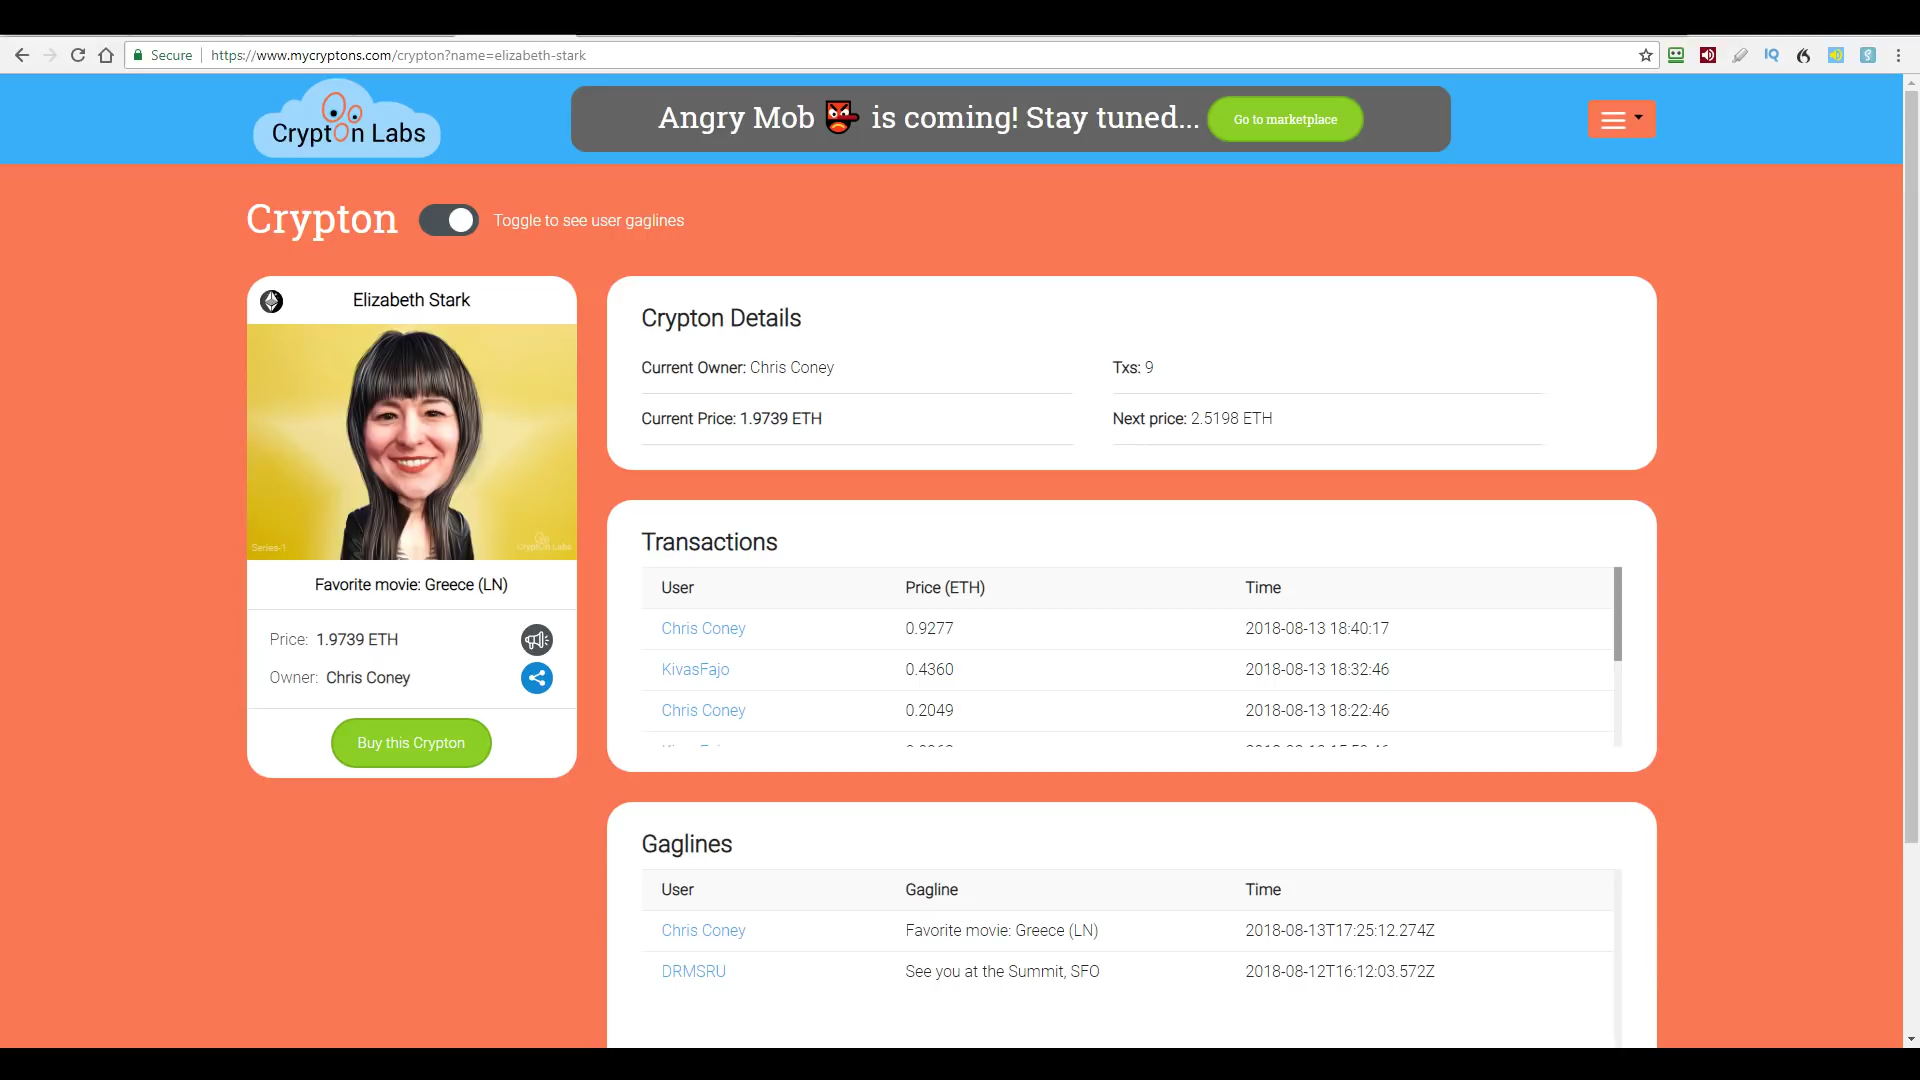 Secure https://www.mycryptons.com/crypton?name=elizabeth-stark
IQ
CryptOn Labs
Angry Mob is coming! Stay tuned...
Go to marketplace
Crypton
Toggle to see user gaglines
Elizabeth Stark
Series-1
CryptOn Labs
Favorite movie: Greece (LN)
Price: 1.9739 ETH
Owner: Chris Coney
Buy this Crypton
Crypton Details
Current Owner: Chris Coney
Txs: 9
Current Price: 1.9739 ETH
Next price: 2.5198 ETH
Transactions
User Price (ETH) Time
Chris Coney 0.9277 2018-08-13 18:40:17
KivasFajo 0.4360 2018-08-13 18:32:46
Chris Coney 0.2049 2018-08-13 18:22:46
Gaglines
User Gagline Time
Chris Coney Favorite movie: Greece (LN) 2018-08-13T17:25:12.274Z
DRMSRU See you at the Summit, SFO 2018-08-12T16:12:03.572Z